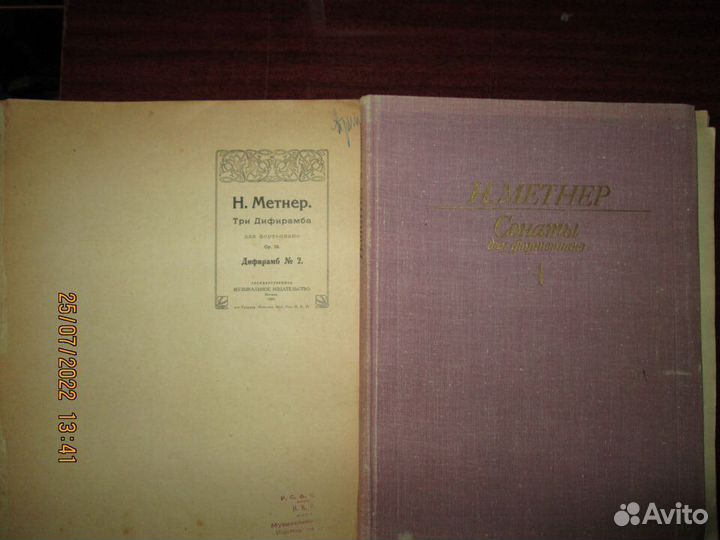 Н. Метнер.
Три Дифирамба
для фортепиано
Op. 10.
Дифирамб № 2.
ГОСУДАРСТВЕННОЕ
МУЗЫКАЛЬНОЕ ИЗДАТЕЛЬСТВО
Москва
Р. С. Ф.
Музыкальн
Н. МЕТНЕР
Сонаты
для фортепиано
1
25/07/2022 13:41
Avito